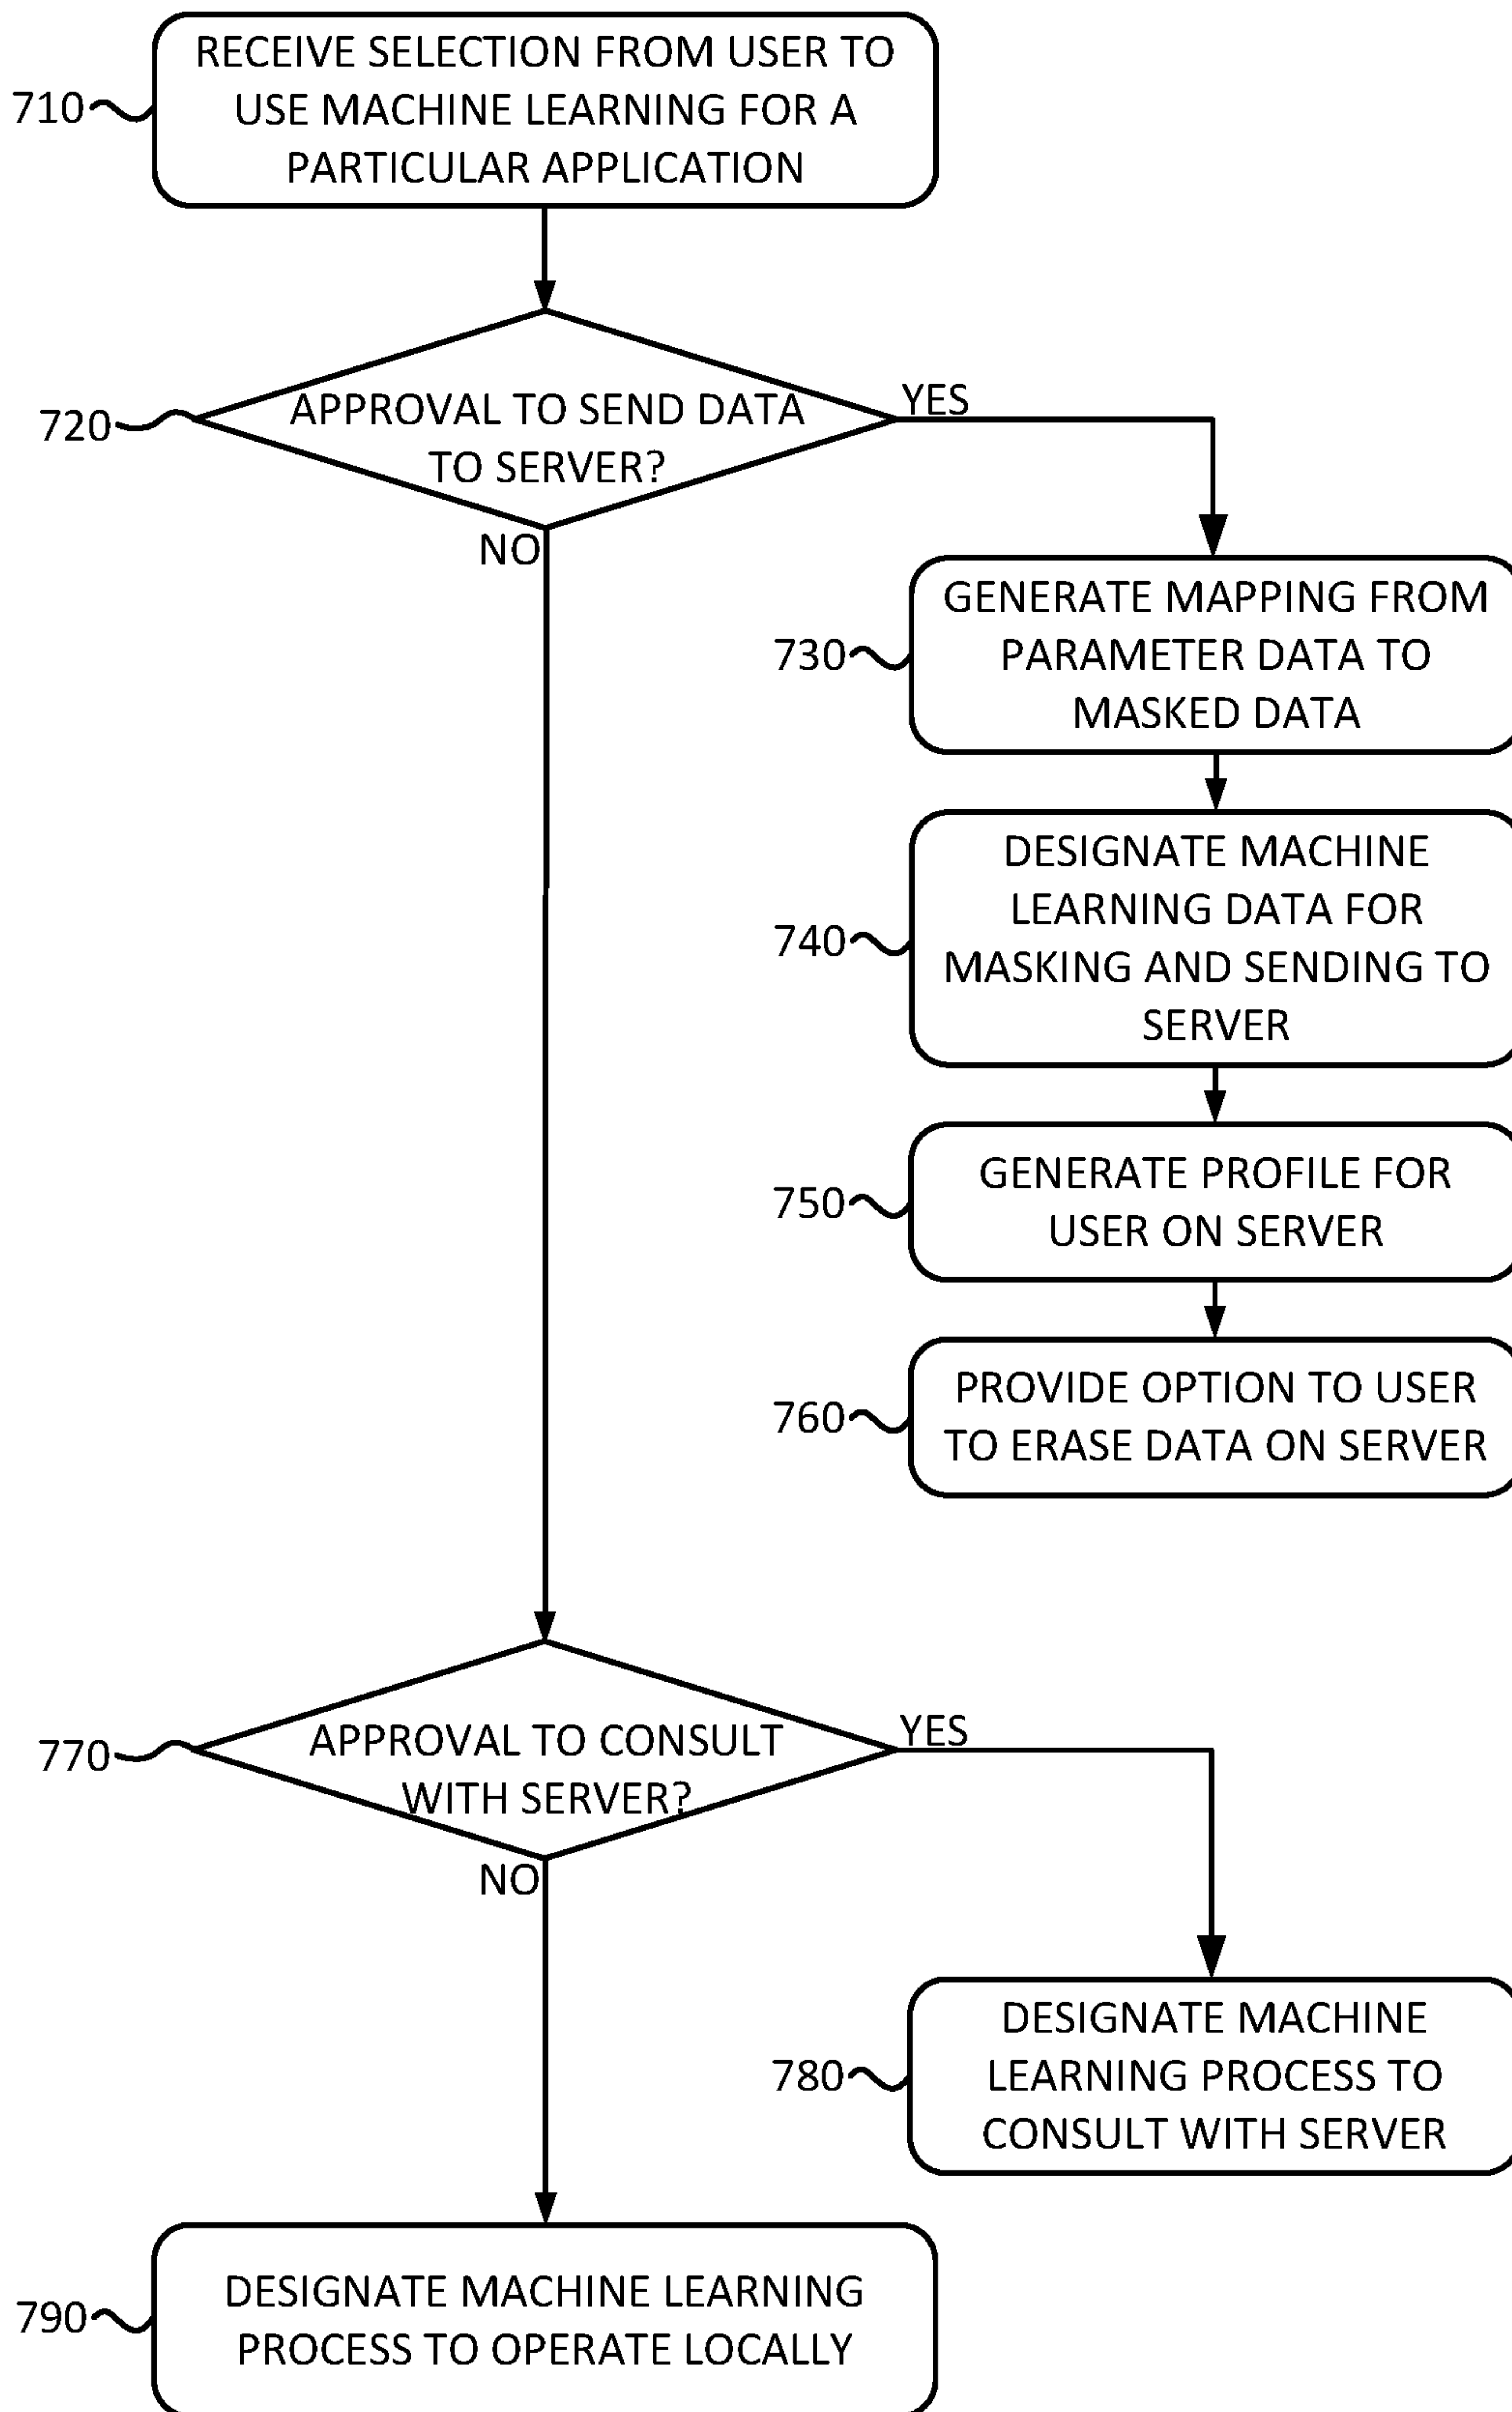 RECEIVE SELECTION FROM USER TO
USE MACHINE LEARNING FOR A
PARTICULAR APPLICATION
710
APPROVAL TO SEND DATA
TO SERVER?
720
YES
NO
GENERATE MAPPING FROM
PARAMETER DATA TO
MASKED DATA
730
DESIGNATE MACHINE
LEARNING DATA FOR
MASKING AND SENDING TO
SERVER
740
GENERATE PROFILE FOR
USER ON SERVER
750
PROVIDE OPTION TO USER
TO ERASE DATA ON SERVER
760
APPROVAL TO CONSULT
WITH SERVER?
770
YES
NO
DESIGNATE MACHINE
LEARNING PROCESS TO
CONSULT WITH SERVER
780
DESIGNATE MACHINE LEARNING
PROCESS TO OPERATE LOCALLY
790